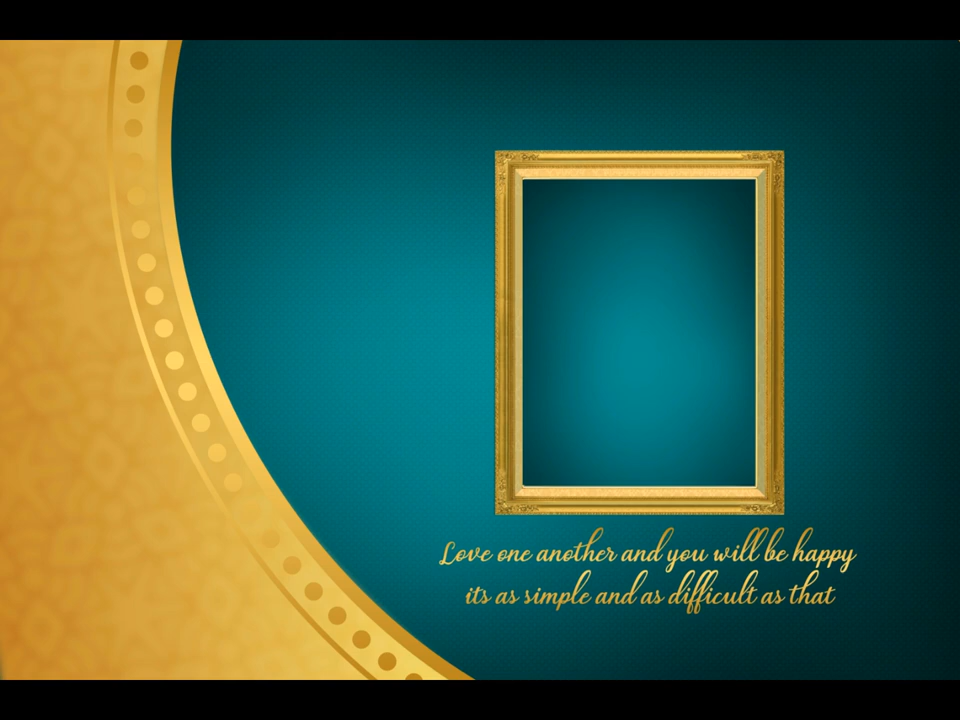 Love one another and you will be happy
its as simple and as difficult as that